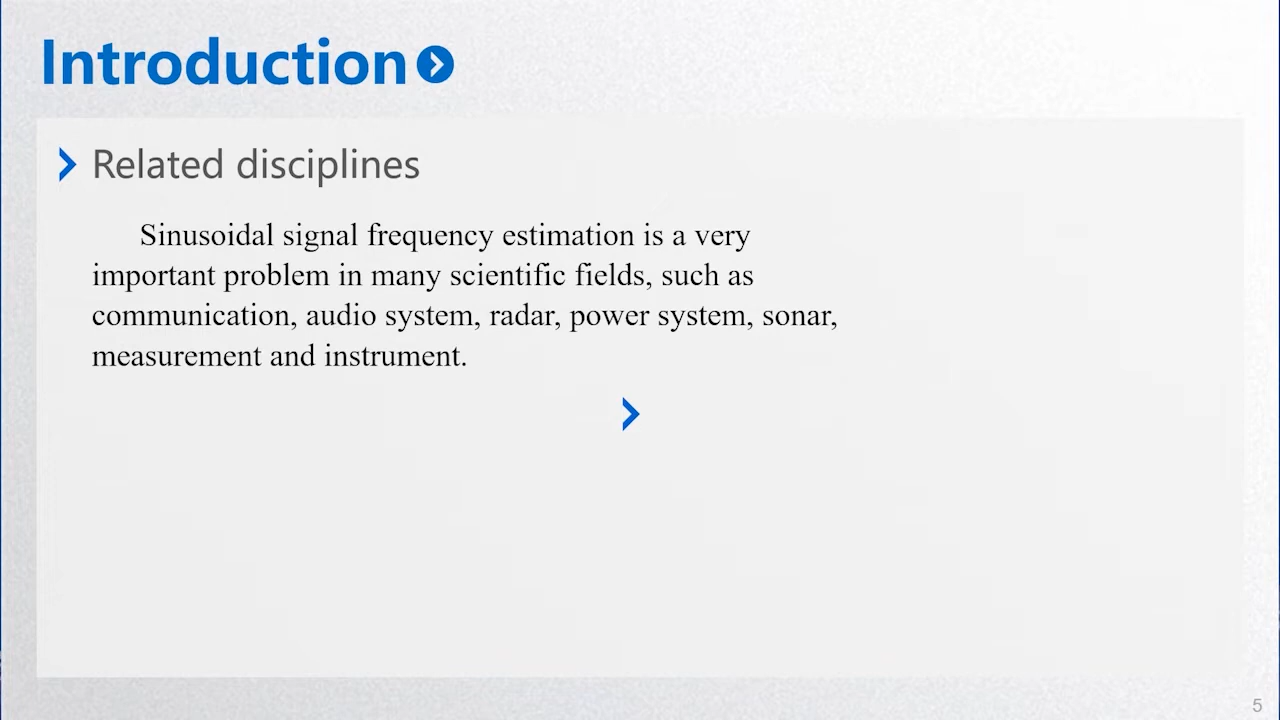 Introduction
Related disciplines
Sinusoidal signal frequency estimation is a very
important problem in many scientific fields, such as
communication, audio system, radar, power system, sonar,
measurement and instrument.
5